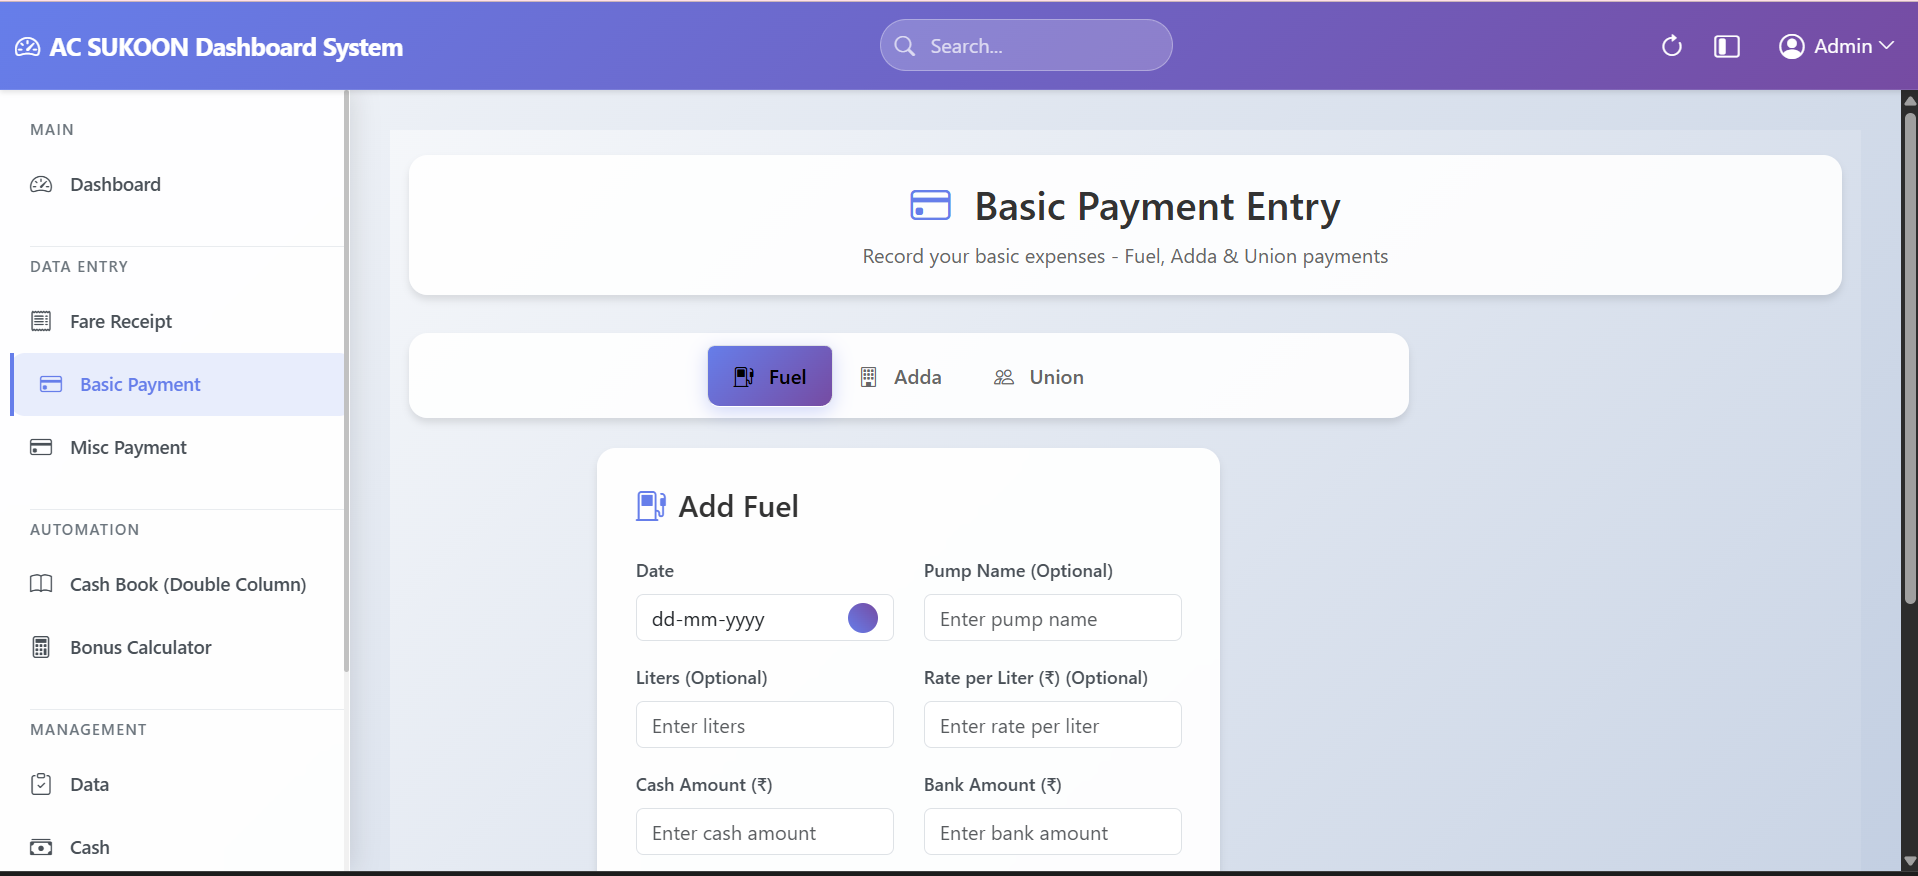 AC SUKOON Dashboard System
Search...
Admin
MAIN
Dashboard
DATA ENTRY
Fare Receipt
Basic Payment
Misc Payment
AUTOMATION
Cash Book (Double Column)
Bonus Calculator
MANAGEMENT
Data
Cash
Basic Payment Entry
Record your basic expenses - Fuel, Adda & Union payments
Fuel Adda Union
Add Fuel
Date Pump Name (Optional)
dd-mm-yyyy Enter pump name
Liters (Optional) Rate per Liter (₹) (Optional)
Enter liters Enter rate per liter
Cash Amount (₹) Bank Amount (₹)
Enter cash amount Enter bank amount